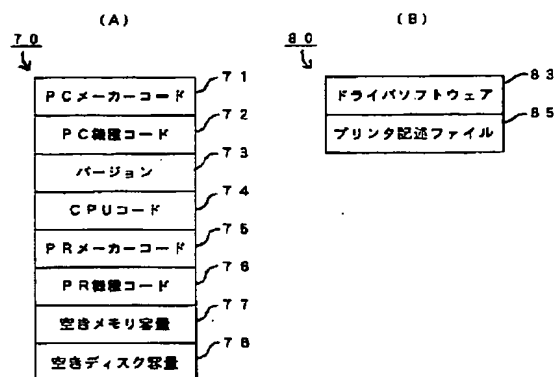 (A)
70
PCメーカーコード 71
PC機種コード 72
バージョン 73
CPUコード 74
PRメーカーコード 75
PR機種コード 76
空きメモリ容量 77
空きディスク容量 78
(B)
80
ドライバソフトウェア 83
プリンタ記述ファイル 85